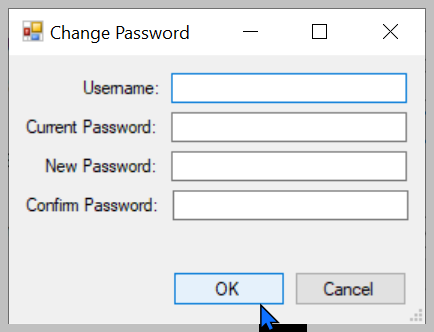 Change Password
Username:
Current Password:
New Password:
Confirm Password:
OK Cancel